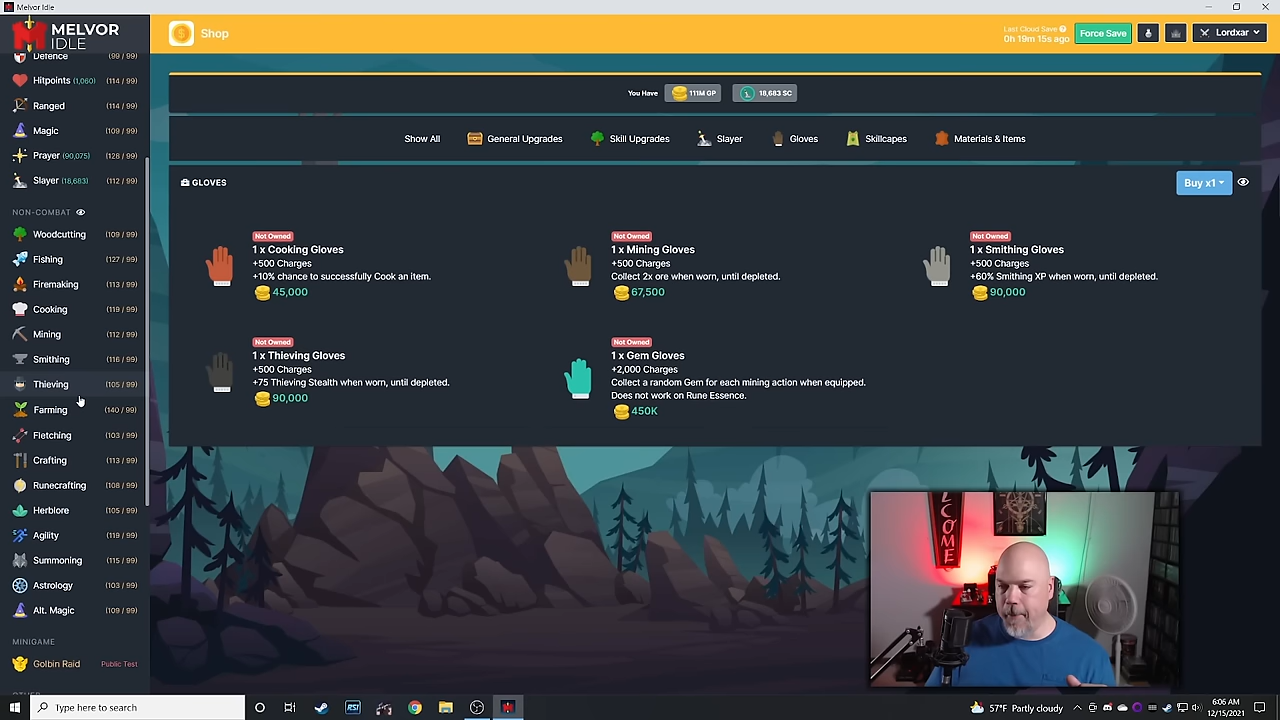 Melvor Idle
MELVOR
IDLE
Shop
Last Cloud Save
0h 19m 15s ago
Force Save
Lordxar
Defence (99 / 99)
Hitpoints (1,060) (114 / 99)
Ranged (114 / 99)
Magic (109 / 99)
Prayer (90,075) (128 / 99)
Slayer (18,683) (112 / 99)
NON-COMBAT
Woodcutting (109 / 99)
Fishing (127 / 99)
Firemaking (113 / 99)
Cooking (119 / 99)
Mining (112 / 99)
Smithing (116 / 99)
Thieving (105 / 99)
Farming (140 / 99)
Fletching (103 / 99)
Crafting (113 / 99)
Runecrafting (108 / 99)
Herblore (105 / 99)
Agility (119 / 99)
Summoning (115 / 99)
Astrology (103 / 99)
Alt. Magic (109 / 99)
MINIGAME
Golbin Raid Public Test
You Have 111M GP 18,683 SC
Show All General Upgrades Skill Upgrades Slayer Gloves Skillcapes Materials & Items
GLOVES
Buy x1
Not Owned
1 x Cooking Gloves
+500 Charges
+10% chance to successfully Cook an item.
45,000
Not Owned
1 x Mining Gloves
+500 Charges
Collect 2x ore when worn, until depleted.
67,500
Not Owned
1 x Smithing Gloves
+500 Charges
+60% Smithing XP when worn, until depleted.
90,000
Not Owned
1 x Thieving Gloves
+500 Charges
+75 Thieving Stealth when worn, until depleted.
90,000
Not Owned
1 x Gem Gloves
+2,000 Charges
Collect a random Gem for each mining action when equipped.
Does not work on Rune Essence.
450K
LCOME
Type here to search
RSI
57°F Partly cloudy
6:06 AM
12/15/2021